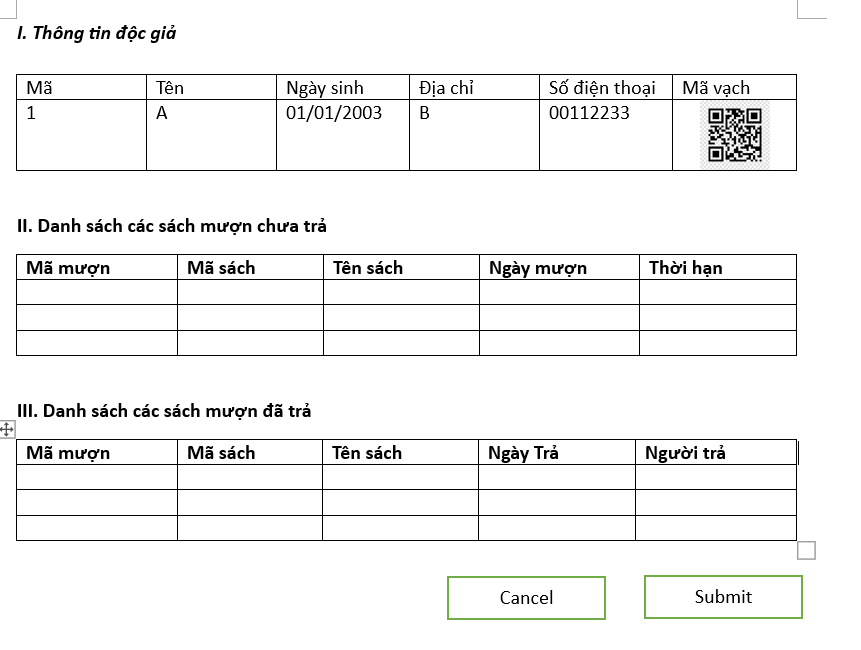 I. Thông tin độc giả
Mã Tên Ngày sinh Địa chỉ Số điện thoại Mã vạch
1 A 01/01/2003 B 00112233
II. Danh sách các sách mượn chưa trả
Mã mượn Mã sách Tên sách Ngày mượn Thời hạn
III. Danh sách các sách mượn đã trả
Mã mượn Mã sách Tên sách Ngày Trả Người trả
Cancel Submit